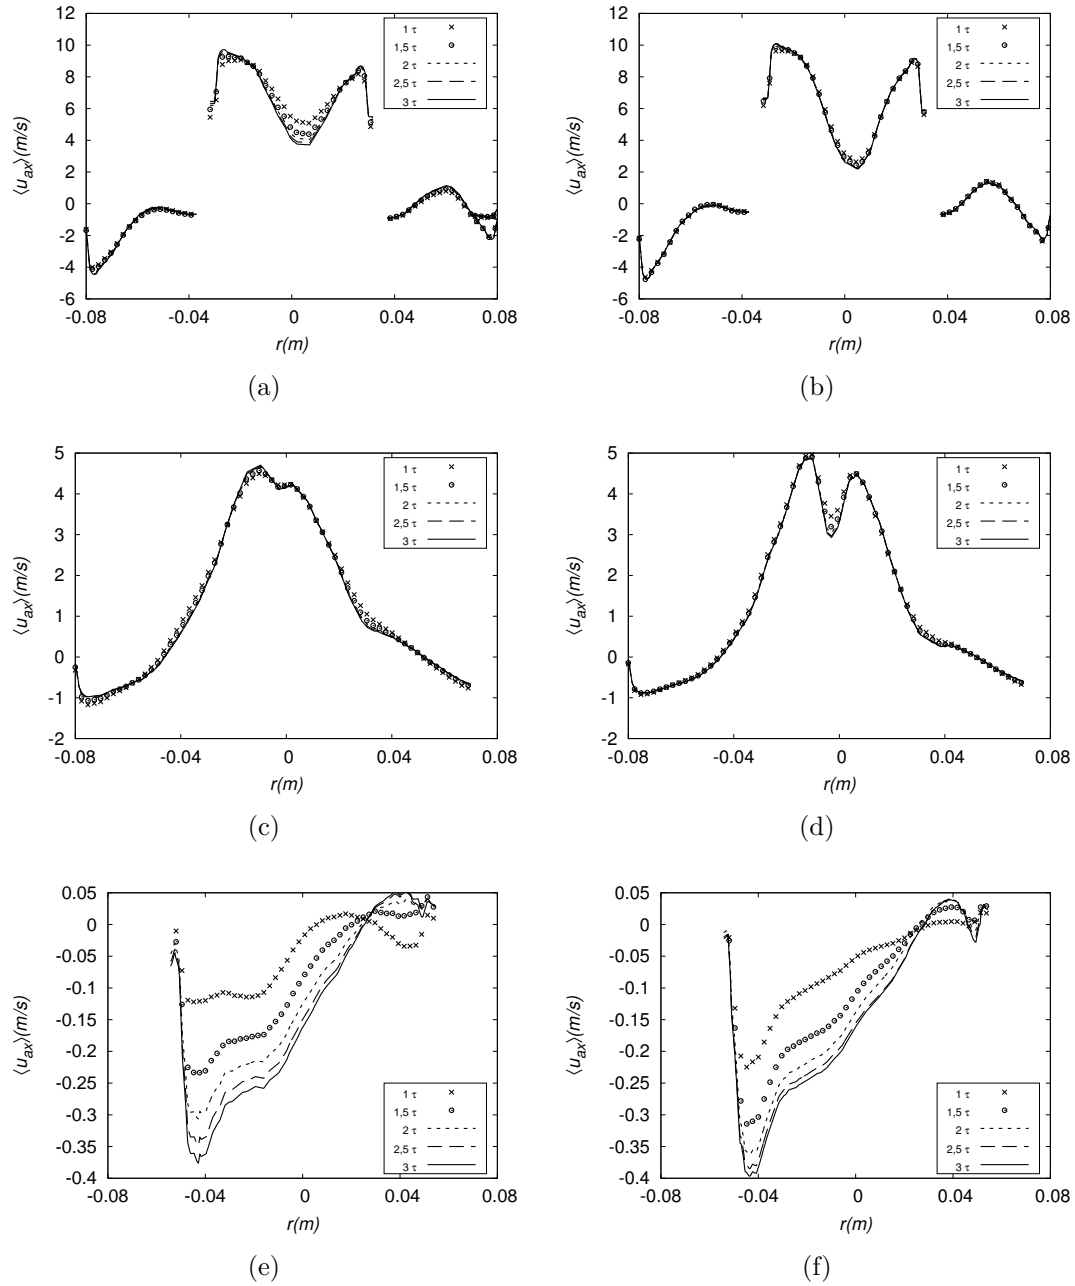 12
10
8
6
4
2
0
-2
-4
-6
-0.08 -0.04 0 0.04 0.08
⟨u_ax⟩(m/s)
r(m)
1 τ
1,5 τ
2 τ
2,5 τ
3 τ
(a)
12
10
8
6
4
2
0
-2
-4
-6
-0.08 -0.04 0 0.04 0.08
⟨u_ax⟩(m/s)
r(m)
1 τ
1,5 τ
2 τ
2,5 τ
3 τ
(b)
5
4
3
2
1
0
-1
-2
-0.08 -0.04 0 0.04 0.08
⟨u_ax⟩(m/s)
r(m)
1 τ
1,5 τ
2 τ
2,5 τ
3 τ
(c)
5
4
3
2
1
0
-1
-2
-0.08 -0.04 0 0.04 0.08
⟨u_ax⟩(m/s)
r(m)
1 τ
1,5 τ
2 τ
2,5 τ
3 τ
(d)
0.05
0
-0.05
-0.1
-0.15
-0.2
-0.25
-0.3
-0.35
-0.4
-0.08 -0.04 0 0.04 0.08
⟨u_ax⟩(m/s)
r(m)
1 τ
1,5 τ
2 τ
2,5 τ
3 τ
(e)
0.05
0
-0.05
-0.1
-0.15
-0.2
-0.25
-0.3
-0.35
-0.4
-0.08 -0.04 0 0.04 0.08
⟨u_ax⟩(m/s)
r(m)
1 τ
1,5 τ
2 τ
2,5 τ
3 τ
(f)